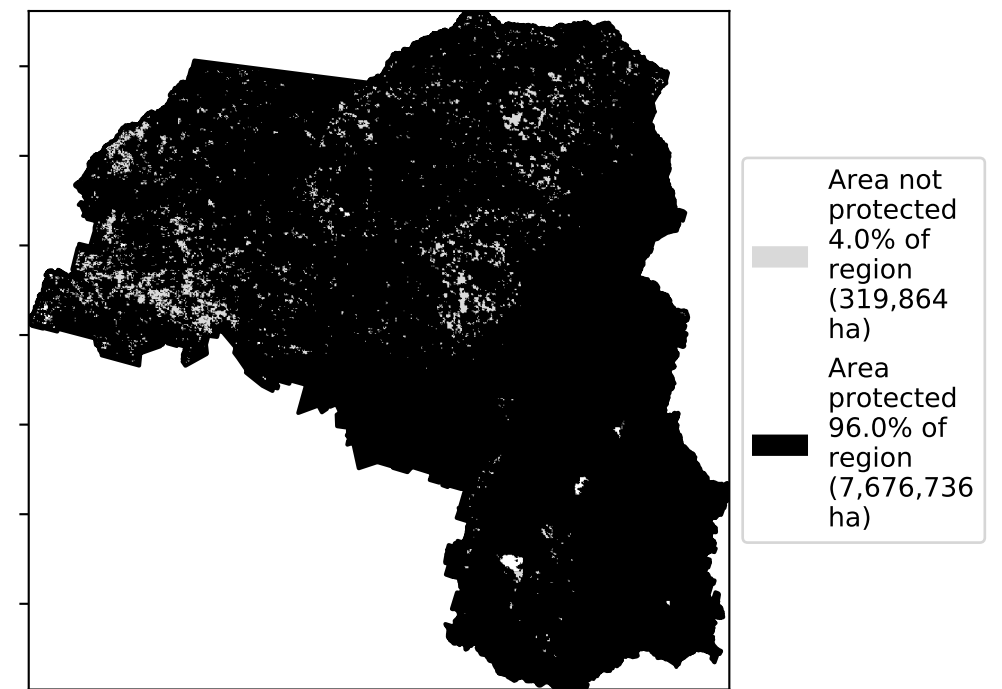 Area not
protected
4.0% of
region
(319,864
ha)
Area
protected
96.0% of
region
(7,676,736
ha)